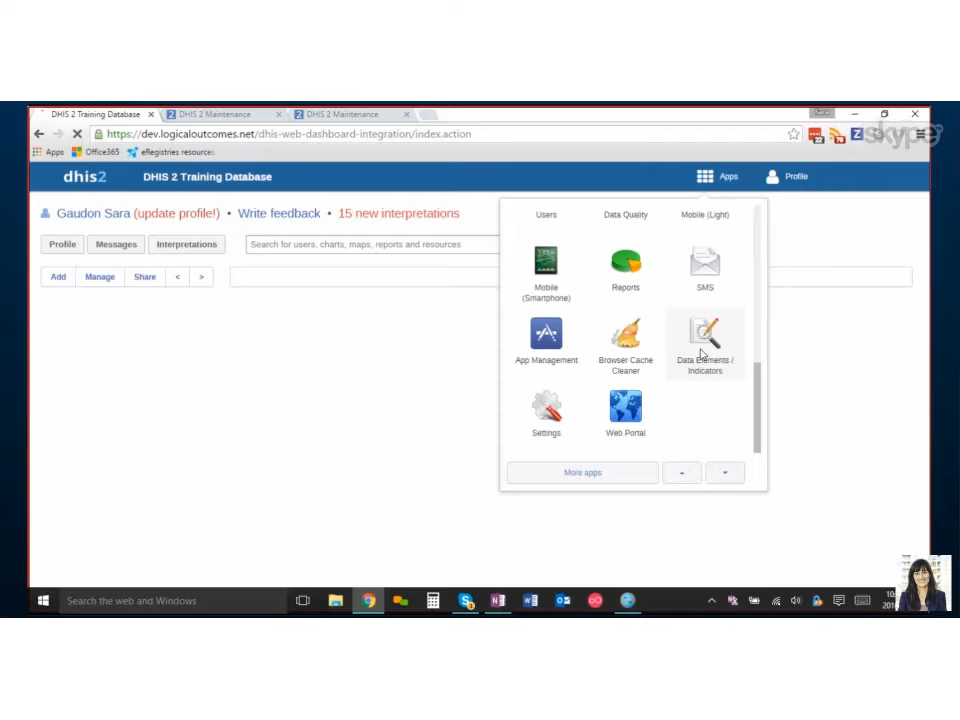 DHIS 2 Training Database
DHIS 2 Maintenance
DHIS 2 Maintenance
https://dev.logicaloutcomes.net/dhis-web-dashboard-integration/index.action
skype
Apps Office365 eRegistries resources
dhis2 DHIS 2 Training Database Apps Profile
Gaudon Sara (update profile!) • Write feedback • 15 new interpretations
Profile Messages Interpretations Search for users, charts, maps, reports and resources
Add Manage Share < >
Users Data Quality Mobile (Light)
Mobile (Smartphone) Reports SMS
App Management Browser Cache Cleaner Data Elements / Indicators
Settings Web Portal
More apps
Search the web and Windows